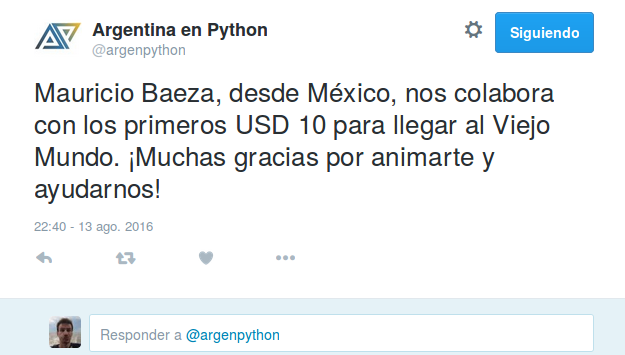 Argentina en Python
@argenpython
Siguiendo
Mauricio Baeza, desde México, nos colabora
con los primeros USD 10 para llegar al Viejo
Mundo. ¡Muchas gracias por animarte y
ayudarnos!
22:40 - 13 ago. 2016
Responder a @argenpython